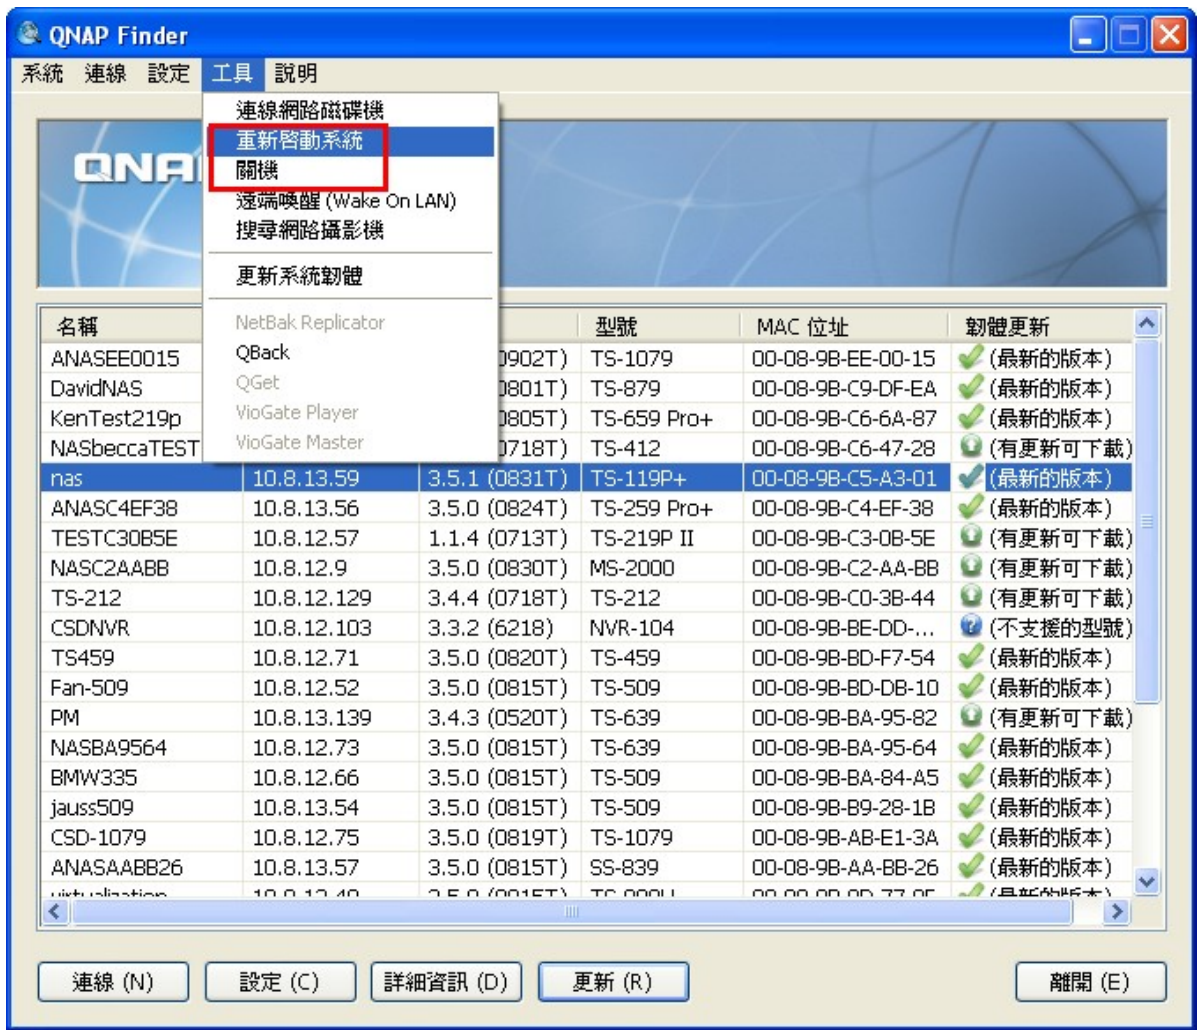 QNAP Finder
系統 連線 設定 工具 說明
連線網路磁碟機
重新啓動系統
關機
遠端喚醒 (Wake On LAN)
搜尋網路攝影機
更新系統韌體
NetBak Replicator
QBack
QGet
VioGate Player
VioGate Master
QNA
名稱 型號 MAC 位址 韌體更新
ANASEE0015 0902T) TS-1079 00-08-9B-EE-00-15 (最新的版本)
DavidNAS 0801T) TS-879 00-08-9B-C9-DF-EA (最新的版本)
KenTest219p 0805T) TS-659 Pro+ 00-08-9B-C6-6A-87 (最新的版本)
NASbeccaTEST 0718T) TS-412 00-08-9B-C6-47-28 (有更新可下載)
nas 10.8.13.59 3.5.1 (0831T) TS-119P+ 00-08-9B-C5-A3-01 (最新的版本)
ANASC4EF38 10.8.13.56 3.5.0 (0824T) TS-259 Pro+ 00-08-9B-C4-EF-38 (最新的版本)
TESTC30B5E 10.8.12.57 1.1.4 (0713T) TS-219P II 00-08-9B-C3-0B-5E (有更新可下載)
NASC2AABB 10.8.12.9 3.5.0 (0830T) MS-2000 00-08-9B-C2-AA-BB (有更新可下載)
TS-212 10.8.12.129 3.4.4 (0718T) TS-212 00-08-9B-C0-3B-44 (有更新可下載)
CSDNVR 10.8.12.103 3.3.2 (6218) NVR-104 00-08-9B-BE-DD-... (不支援的型號)
TS459 10.8.12.71 3.5.0 (0820T) TS-459 00-08-9B-BD-F7-54 (最新的版本)
Fan-509 10.8.12.52 3.5.0 (0815T) TS-509 00-08-9B-BD-DB-10 (最新的版本)
PM 10.8.13.139 3.4.3 (0520T) TS-639 00-08-9B-BA-95-82 (有更新可下載)
NASBA9564 10.8.12.73 3.5.0 (0815T) TS-639 00-08-9B-BA-95-64 (最新的版本)
BMW335 10.8.12.66 3.5.0 (0815T) TS-509 00-08-9B-BA-84-A5 (最新的版本)
jauss509 10.8.13.54 3.5.0 (0815T) TS-509 00-08-9B-B9-28-1B (最新的版本)
CSD-1079 10.8.12.75 3.5.0 (0819T) TS-1079 00-08-9B-AB-E1-3A (最新的版本)
ANASAABB26 10.8.13.57 3.5.0 (0815T) SS-839 00-08-9B-AA-BB-26 (最新的版本)
連線 (N) 設定 (C) 詳細資訊 (D) 更新 (R) 離開 (E)